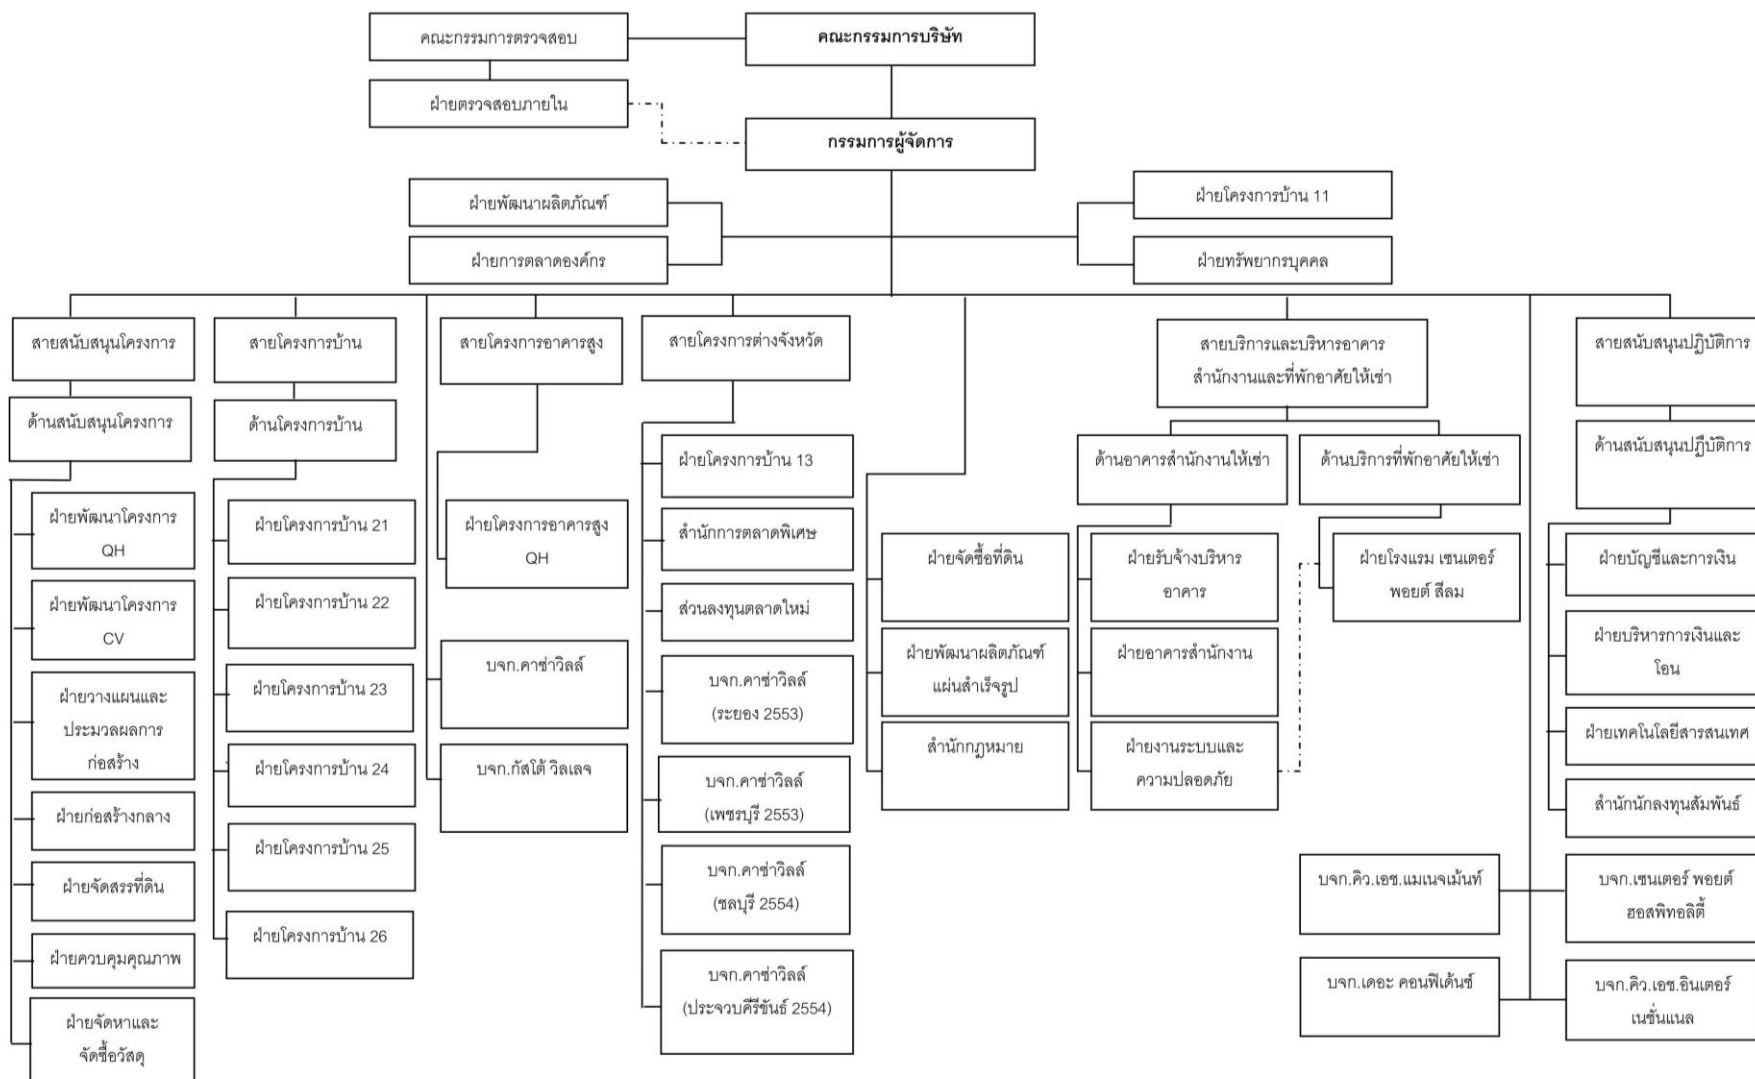 คณะกรรมการตรวจสอบ
คณะกรรมการบริษัท
ฝ่ายตรวจสอบภายใน
กรรมการผู้จัดการ
ฝ่ายพัฒนาผลิตภัณฑ์
ฝ่ายโครงการบ้าน 11
ฝ่ายการตลาดองค์กร
ฝ่ายทรัพยากรบุคคล
สายสนับสนุนโครงการ
ด้านสนับสนุนโครงการ
ฝ่ายพัฒนาโครงการ
QH
ฝ่ายพัฒนาโครงการ
CV
ฝ่ายวางแผนและ
ประมวลผลการ
ก่อสร้าง
ฝ่ายก่อสร้างกลาง
ฝ่ายจัดสรรที่ดิน
ฝ่ายควบคุมคุณภาพ
ฝ่ายจัดหาและ
จัดซื้อวัสดุ
สายโครงการบ้าน
ด้านโครงการบ้าน
ฝ่ายโครงการบ้าน 21
ฝ่ายโครงการบ้าน 22
ฝ่ายโครงการบ้าน 23
ฝ่ายโครงการบ้าน 24
ฝ่ายโครงการบ้าน 25
ฝ่ายโครงการบ้าน 26
สายโครงการอาคารสูง
ฝ่ายโครงการอาคารสูง
QH
บจก.คาซ่าวิลล์
บจก.กัสโต้ วิลเลจ
สายโครงการต่างจังหวัด
ฝ่ายโครงการบ้าน 13
สำนักการตลาดพิเศษ
ส่วนลงทุนตลาดใหม่
บจก.คาซ่าวิลล์
(ระยอง 2553)
บจก.คาซ่าวิลล์
(เพชรบุรี 2553)
บจก.คาซ่าวิลล์
(ชลบุรี 2554)
บจก.คาซ่าวิลล์
(ประจวบคีรีขันธ์ 2554)
ฝ่ายจัดซื้อที่ดิน
ฝ่ายพัฒนาผลิตภัณฑ์
แผ่นสำเร็จรูป
สำนักกฎหมาย
สายบริการและบริหารอาคาร
สำนักงานและที่พักอาศัยให้เช่า
ด้านอาคารสำนักงานให้เช่า
ฝ่ายรับจ้างบริหาร
อาคาร
ฝ่ายอาคารสำนักงาน
ฝ่ายงานระบบและ
ความปลอดภัย
ด้านบริการที่พักอาศัยให้เช่า
ฝ่ายโรงแรม เซนเตอร์
พอยต์ สีลม
สายสนับสนุนปฏิบัติการ
ด้านสนับสนุนปฏิบัติการ
ฝ่ายบัญชีและการเงิน
ฝ่ายบริหารการเงินและ
โอน
ฝ่ายเทคโนโลยีสารสนเทศ
สำนักนักลงทุนสัมพันธ์
บจก.คิว.เอช.แมเนจเม้นท์
บจก.เซนเตอร์ พอยต์
ฮอสพิทอลิตี้
บจก.เดอะ คอนฟิเด้นซ์
บจก.คิว.เอช.อินเตอร์
เนชั่นแนล